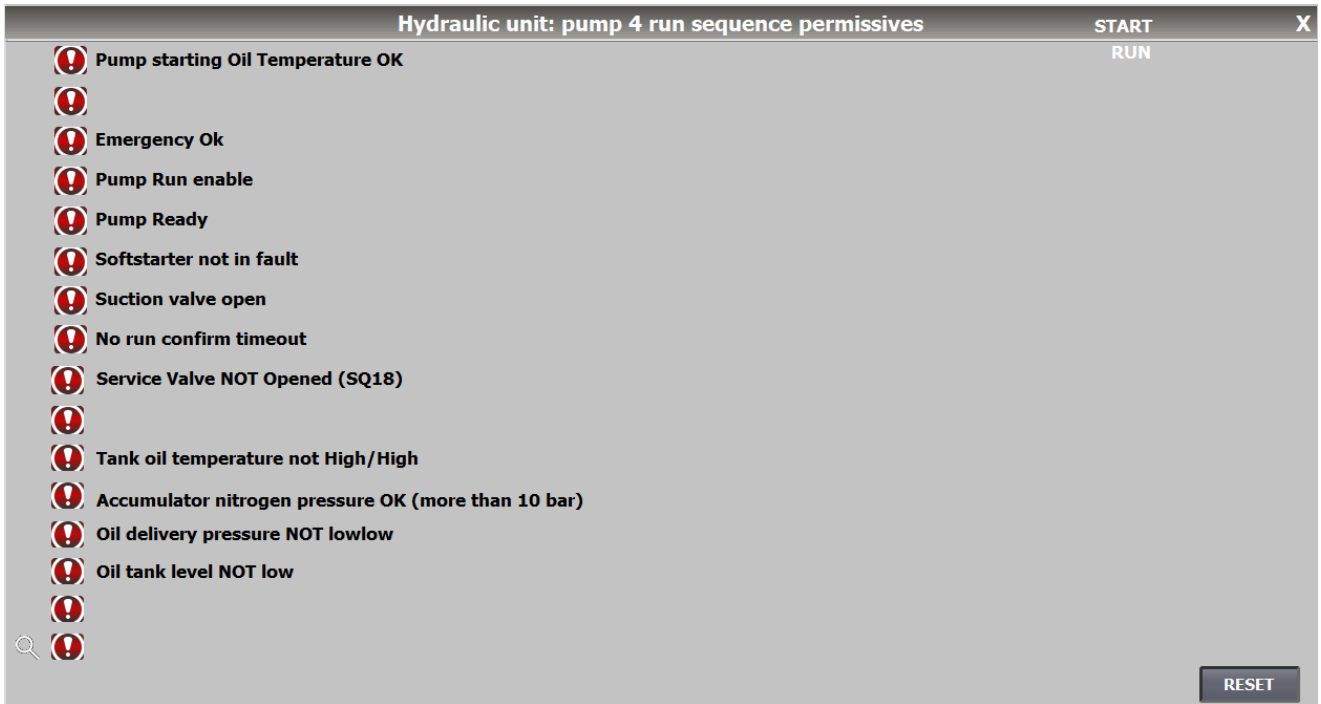 Hydraulic unit: pump 4 run sequence permissives START X
RUN
Pump starting Oil Temperature OK
Emergency Ok
Pump Run enable
Pump Ready
Softstarter not in fault
Suction valve open
No run confirm timeout
Service Valve NOT Opened (SQ18)
Tank oil temperature not High/High
Accumulator nitrogen pressure OK (more than 10 bar)
Oil delivery pressure NOT lowlow
Oil tank level NOT low
RESET